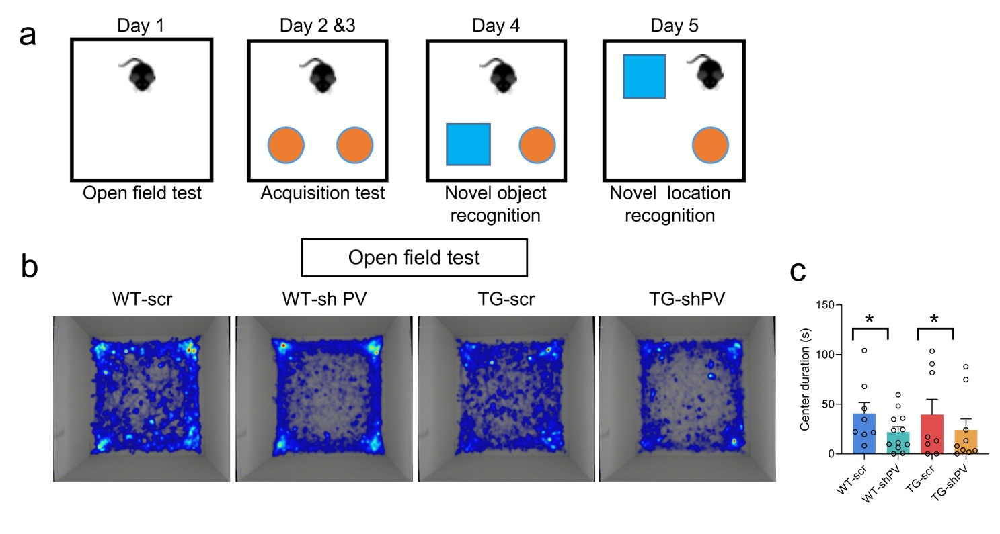 a
Day 1
Day 2 &3
Day 4
Day 5
Open field test
Acquisition test
Novel object
recognition
Novel  location
recognition
Open field test
b
WT-scr
WT-sh PV
TG-scr
TG-shPV
c
Center duration (s)
150
100
50
0
*
*
WT-scr
WT-shPV
TG-scr
TG-shPV